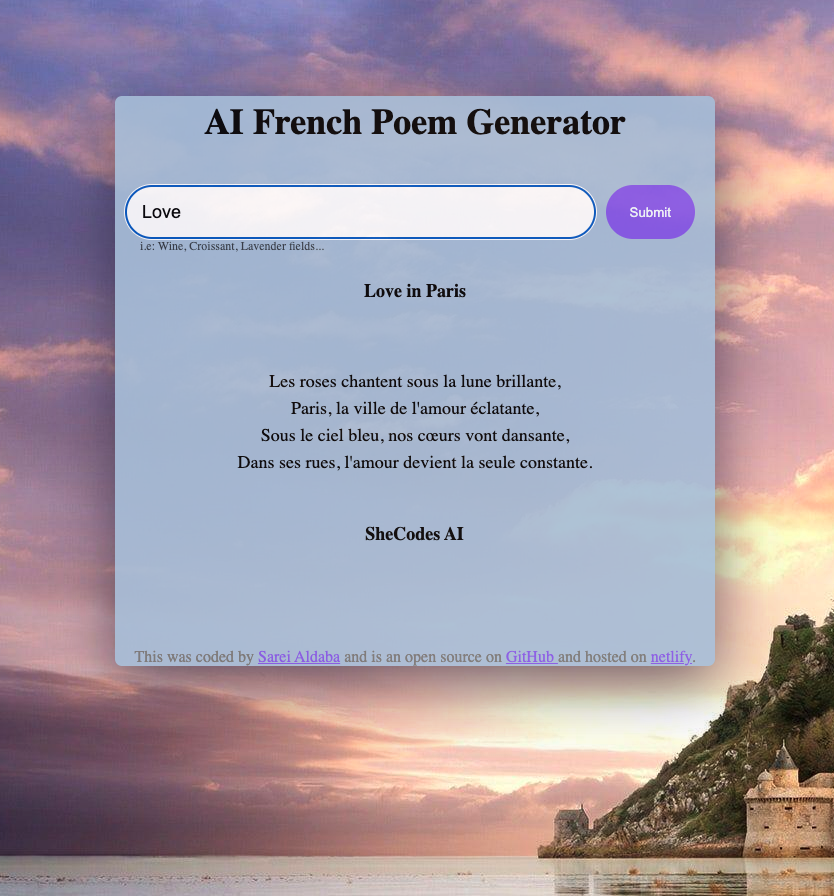 AI French Poem Generator
Love
Submit
i.e: Wine, Croissant, Lavender fields...
Love in Paris
Les roses chantent sous la lune brillante,
Paris, la ville de l'amour éclatante,
Sous le ciel bleu, nos cœurs vont dansante,
Dans ses rues, l'amour devient la seule constante.
SheCodes AI
This was coded by Sarei Aldaba and is an open source on GitHub and hosted on netlify.